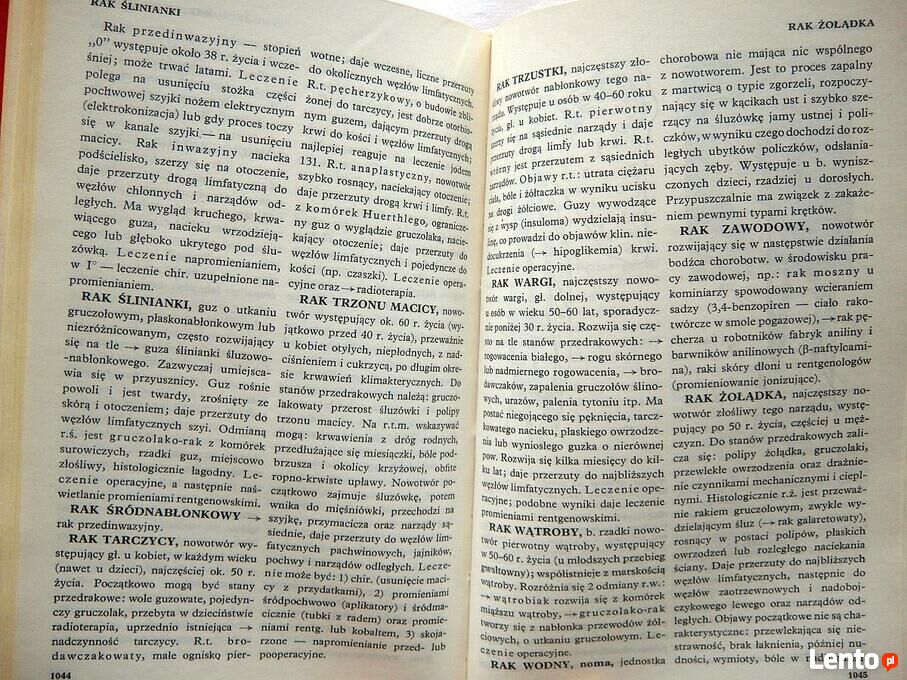 RAK ŚLINIANKI
Rak przedinwazyjny — stopień
„0” występuje około 38 r. życia i wcze-
śniej; może trwać latami. Leczenie
polega na usunięciu stożka części
pochwowej szyjki nożem elektrycznym
(elektrokonizacja) lub gdy proces toczy
się w kanale szyjki — na usunięciu
macicy. Rak inwazyjny nacieka
podścielisko, szerzy się na otoczenie,
daje przerzuty drogą limfatyczną do
węzłów chłonnych i narządów od-
ległych. Ma wygląd kruchego, krwa-
wiącego guza, nacieku wrzodzieją-
cego lub głęboko ukrytego pod ślu-
zówką. Leczenie napromienianiem,
w I° — leczenie chir. uzupełnione na-
promienianiem.
RAK ŚLINIANKI, guz o utkaniu
gruczołowym, płaskonabłonkowym lub
niezróżnicowanym, często rozwijający
się na tle → guza ślinianki śluzowo-
-nabłonkowego. Zazwyczaj umiejsca-
wia się w przyusznicy. Guz rośnie
powoli i jest twardy, zrośnięty ze
skórą i otoczeniem; daje przerzuty do
węzłów limfatycznych szyi. Odmianą
r.ś. jest gruczolako-rak z komórek
surowiczych, rzadki guz, miejscowo
złośliwy, histologicznie łagodny. Le-
czenie operacyjne, a następnie naś-
wietlanie promieniami rentgenowskimi.
RAK ŚRÓDNABŁONKOWY →
rak przedinwazyjny.
RAK TARCZYCY, nowotwór wy-
stępujący gł. u kobiet, w każdym wieku
(nawet u dzieci), najczęściej ok. 50 r.
życia. Początkowo mogą być stany
przedrakowe: wole guzowate, pojedyn-
czy gruczolak, przebyta w dzieciństwie
radioterapia, uprzednio istniejąca →
nadczynność tarczycy. R.t. bro-
dawczakowaty, małe ognisko pier-
1044
wotne; daje wczesne, liczne przerzuty
do okolicznych węzłów limfatycznych.
R.t. pęcherzykowy, o budowie zbli-
żonej do tarczycy, jest dobrze otorbio-
nym guzem, dającym przerzuty drogą
krwi do kości i węzłów limfatycznych;
najlepiej reaguje na leczenie jodem
131. R.t. anaplastyczny, nowotwór
szybko rosnący, naciekający otoczenie;
daje przerzuty drogą krwi i limfy. R.t.
z komórek Huerthlego, ogranicze-
ny guz o wyglądzie gruczolaka, nacie-
kający otoczenie; daje przerzuty do
węzłów limfatycznych i pojedyncze do
kości (np. czaszki). Leczenie opera-
cyjne oraz → radioterapia.
RAK TRZONU MACICY, nowo-
twór występujący ok. 60 r. życia (wy-
jątkowo przed 40 r. życia), przeważnie
u kobiet otyłych, niepłodnych, z nad-
ciśnieniem i cukrzycą, po długim okre-
sie krwawień klimakterycznych. Do
stanów przedrakowych należą: gruczo-
lakowaty przerost śluzówki i polipy
trzonu macicy. Na r.t.m. wskazywać
mogą: krwawienia z dróg rodnych,
przedłużające się miesiączki, bóle pod-
brzusza i okolicy krzyżowej, obfite
ropno-krwiste upławy. Nowotwór po-
czątkowo zajmuje śluzówkę, potem
wnika do mięśniówki, przechodzi na
szyjkę, przymacicza oraz narządy są-
siednie, daje przerzuty do węzłów lim-
fatycznych pachwinowych, jajników,
pochwy i narządów odległych. Lecze-
nie może być: 1) chir. (usunięcie maci-
cy z przydatkami), 2) promieniami
śródpochwowo (aplikatory) i śródma-
cicznie (tubki z radem) oraz promie-
niami rentg. lub kobaltem, 3) skoja-
rzone — napromienianie przed- lub
pooperacyjne.
RAK ŻOŁĄDKA
RAK TRZUSTKI, najczęstszy zło-
śliwy nowotwór nabłonkowy tego na-
rządu. Występuje u osób w 40–60 roku
życia, gł. u kobiet. R.t. pierwotny
szerzy się na sąsiednie narządy i daje
przerzuty drogą limfy lub krwi. R.t.
wtórny jest przerzutem z sąsiednich
narządów. Objawy r.t.: utrata ciężaru
ciała, bóle i żółtaczka w wyniku ucisku
na drogi żółciowe. Guzy wywodzące
się z wysp (insuloma) wydzielają insu-
linę, co prowadzi do objawów klin. nie-
docukrzenia (→ hipoglikemia) krwi.
Leczenie operacyjne.
RAK WARGI, najczęstszy nowo-
twór wargi, gł. dolnej, występujący
u osób w wieku 50–60 lat, sporadycz-
nie poniżej 30 r. życia. Rozwija się czę-
sto na tle stanów przedrakowych: →
rogowacenia białego, → rogu skórnego
lub nadmiernego rogowacenia, → bro-
dawczaków, zapalenia gruczołów ślino-
wych, urazów, palenia tytoniu itp. Ma
postać niegojącego się pęknięcia, tarcz-
kowatego nacieku, płaskiego owrzodze-
nia lub wyniosłego guzka o nierównej
pow. Rozwija się kilka miesięcy do kil-
ku lat; daje przerzuty do najbliższych
węzłów limfatycznych. Leczenie ope-
racyjne; podobne wyniki daje leczenie
promieniami rentgenowskimi.
RAK WĄTROBY, b. rzadki nowo-
twór pierwotny wątroby, występujący
w 50–60 r. życia (u młodszych przebieg
gwałtowny); współistnieje z marskością
wątroby. Rozróżnia się 2 odmiany r.w.:
→ wątrobiak rozwija się z komórek
miąższu wątroby, → gruczolako-rak
tworzy się z nabłonka przewodów żół-
ciowych, o utkaniu gruczołowym. Le-
czenie operacyjne.
RAK WODNY, noma, jednostka
chorobowa nie mająca nic wspólnego
z nowotworem. Jest to proces zapalny
z martwicą o typie zgorzeli, rozpoczy-
nający się w kącikach ust i szybko sze-
rzący na śluzówkę jamy ustnej i poli-
czków, w wyniku czego dochodzi do roz-
ległych ubytków policzków, odsłania-
jących zęby. Występuje u b. wynisz-
czonych dzieci, rzadziej u dorosłych.
Przypuszczalnie ma związek z zakaże-
niem pewnymi typami krętków.
RAK ZAWODOWY, nowotwór
rozwijający się w następstwie działania
bodźca chorobotw. w środowisku pra-
cy zawodowej, np.: rak moszny u
kominiarzy spowodowany wcieraniem
sadzy (3,4-benzopiren — ciało rako-
twórcze w smole pogazowej), → rak pę-
cherza u robotników fabryk aniliny i
barwników anilinowych (β-naftylcami-
na), raki skóry dłoni u rentgenologów
(promieniowanie jonizujące).
RAK ŻOŁĄDKA, najczęstszy no-
wotwór złośliwy tego narządu, wystę-
pujący po 50 r. życia, częściej u męż-
czyzn. Do stanów przedrakowych zali-
cza się: polipy żołądka, gruczolaki,
przewlekłe owrzodzenia oraz drażnie-
nie czynnikami mechanicznymi i ciepl-
nymi. Histologicznie r.ż. jest przeważ-
nie rakiem gruczołowym, zwykle wy-
dzielającym śluz (→ rak galaretowaty),
rosnący w postaci polipów, płaskich
owrzodzeń lub rozległego naciekania
ściany. Daje przerzuty do najbliższych
węzłów limfatycznych, następnie do
węzłów zaotrzewnowych i nadoboj-
czykowego lewego oraz narządów od-
ległych. Objawy początkowe nie są cha-
rakterystyczne: przewlekająca się nie-
strawność, brak łaknienia, później nu-
dności, wymioty, bóle w
1045
Lento.pl